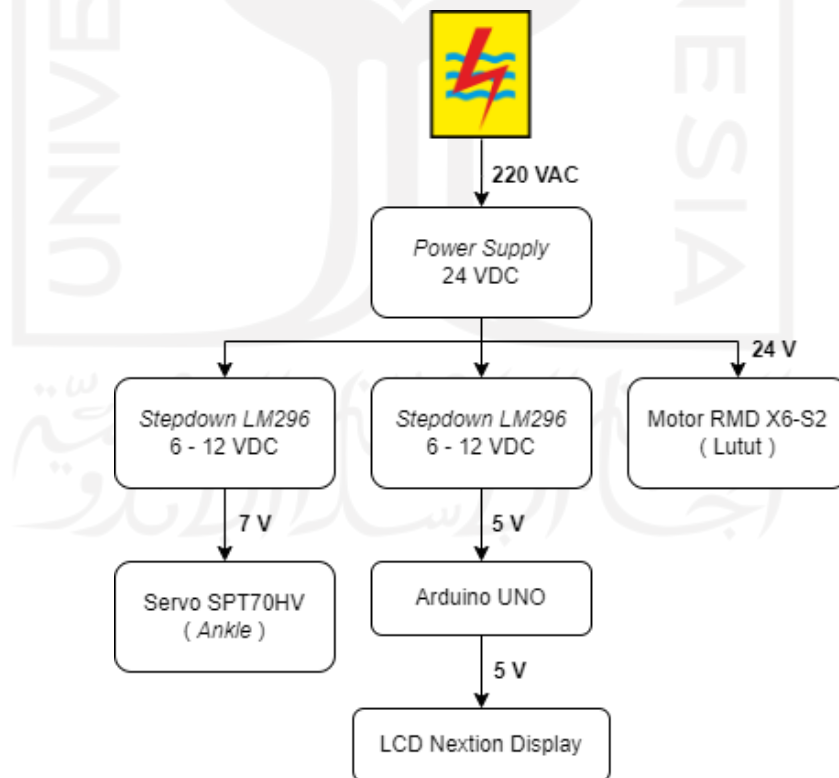 220 VAC
Power Supply
24 VDC
24 V
Stepdown LM296
6 - 12 VDC
Stepdown LM296
6 - 12 VDC
Motor RMD X6-S2
( Lutut )
7 V
5 V
Servo SPT70HV
( Ankle )
Arduino UNO
5 V
LCD Nextion Display